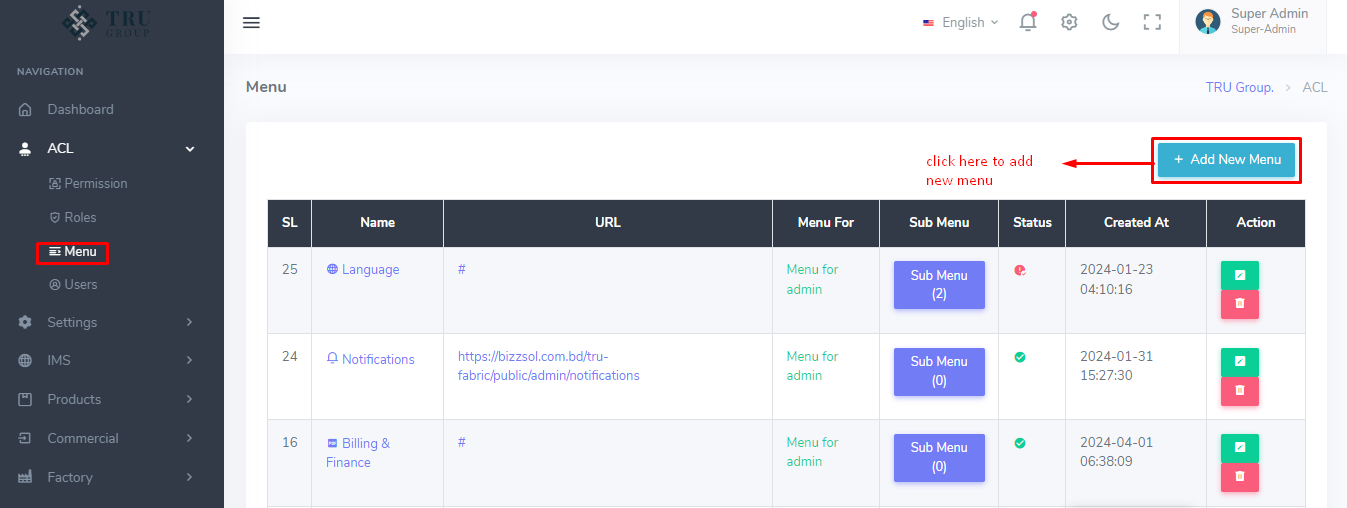 TRU
GROUP
English
Super Admin
Super-Admin
NAVIGATION
Dashboard
ACL
Permission
Roles
Menu
Users
Settings
IMS
Products
Commercial
Factory
Menu
TRU Group. > ACL
click here to add
new menu
+ Add New Menu
SL Name URL Menu For Sub Menu Status Created At Action
25 Language # Menu for
admin
Sub Menu
(2)
2024-01-23
04:10:16
24 Notifications https://bizzsol.com.bd/tru-
fabric/public/admin/notifications
Menu for
admin
Sub Menu
(0)
2024-01-31
15:27:30
16 Billing &
Finance
# Menu for
admin
Sub Menu
(0)
2024-04-01
06:38:09